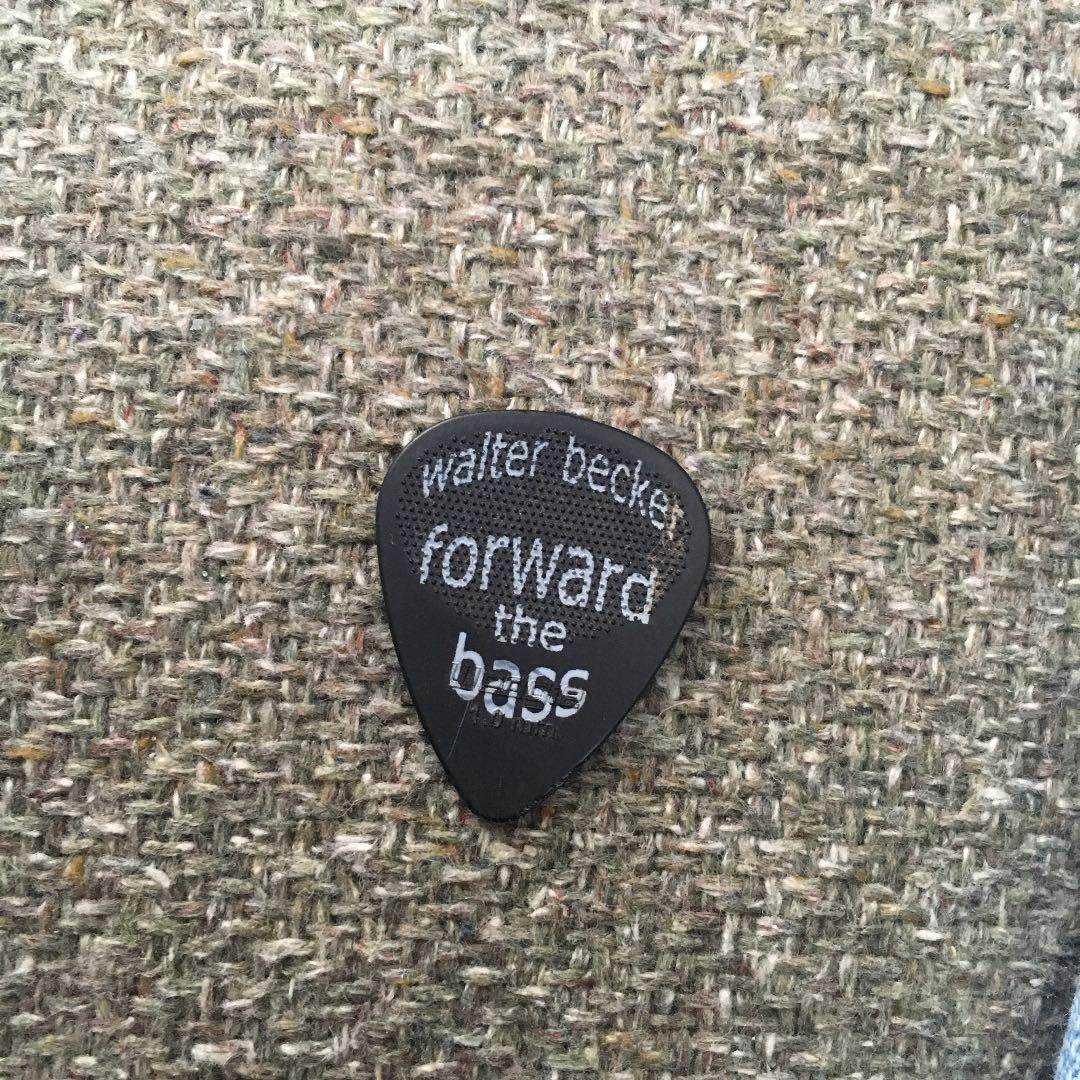 walter becker
forward
the
bass